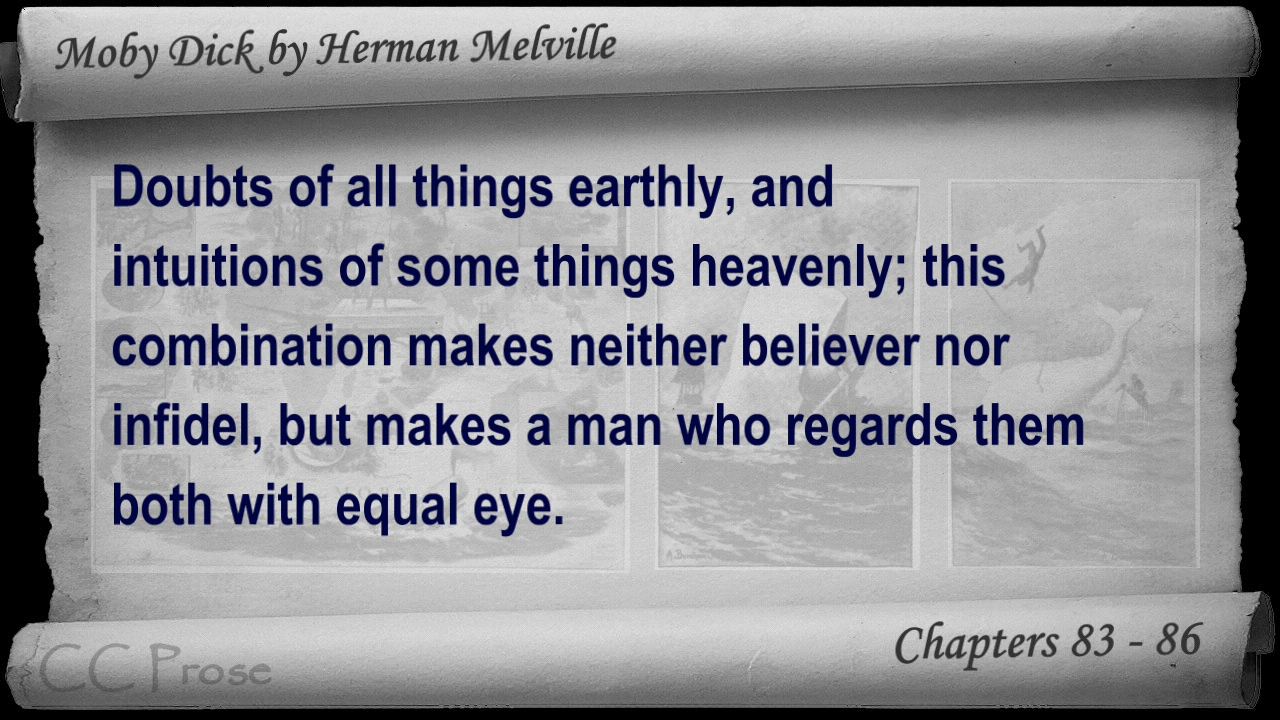 Moby Dick by Herman Melville
Doubts of all things earthly, and
intuitions of some things heavenly; this
combination makes neither believer nor
infidel, but makes a man who regards them
both with equal eye.
Chapters 83 - 86
CC Prose